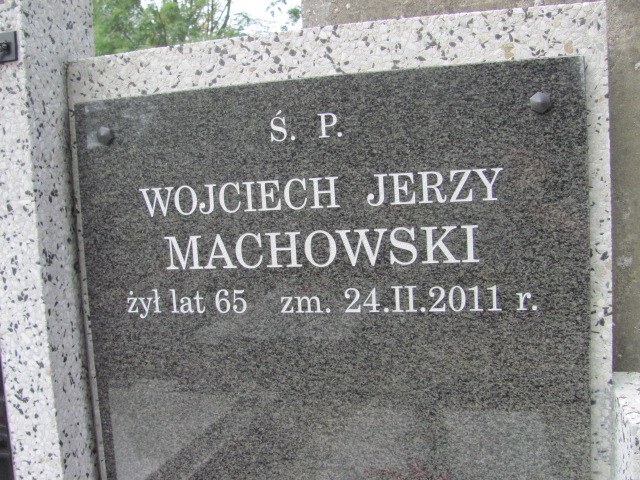 Ś. P.
WOJCIECH JERZY
MACHOWSKI
żył lat 65 zm. 24.II.2011 r.